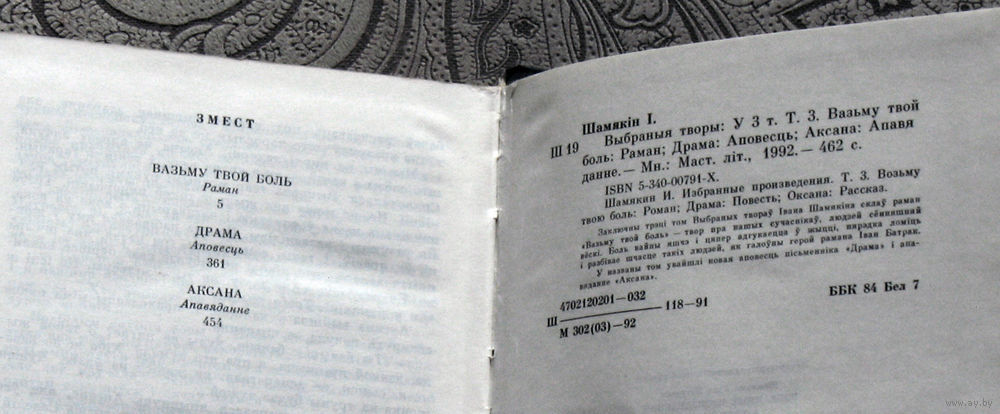 ЗМЕСТ
ВАЗЬМУ ТВОЙ БОЛЬ
Раман
5
ДРАМА
Аповесць
361
АКСАНА
Апавяданне
454
Шамякін І.
Ш 19 Выбраныя творы: У 3 т. Т. 3. Вазьму твой
боль: Раман; Драма: Аповесць; Аксана: Апавя
данне.— Мн.: Маст. літ., 1992.— 462 с.
ISBN 5-340-00791-X.
Шамякин И. Избранные произведения. Т. 3. Возьму
твою боль: Роман; Драма: Повесть; Оксана: Рассказ.
Заключны трэці том Выбраных твораў Івана Шамякіна склаў раман
«Вазьму твой боль» — твор пра нашых сучаснікаў, людзей сённяшняй
вёскі. Боль вайны яшчэ і цяпер адгукаецца ў жыцці, нярэдка ломіць
і разбівае шчасце такіх людзей, як галоўны герой рамана Іван Батрак.
У названы том увайшлі новая аповесць пісьменніка «Драма» і апа-
вяданне «Аксана».
4702120201—032
Ш 118—91
М 302(03)—92
ББК 84 Бел 7
www.ay.by